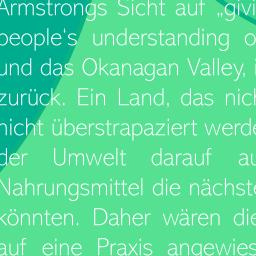 Armstrongs Sicht auf „givi
people's understanding o
und das Okanagan Valley, i
zurück. Ein Land, das nich
nicht überstrapaziert werde
der Umwelt darauf au
Nahrungsmittel die nächste
könnten. Daher wären die
auf eine Praxis angewies